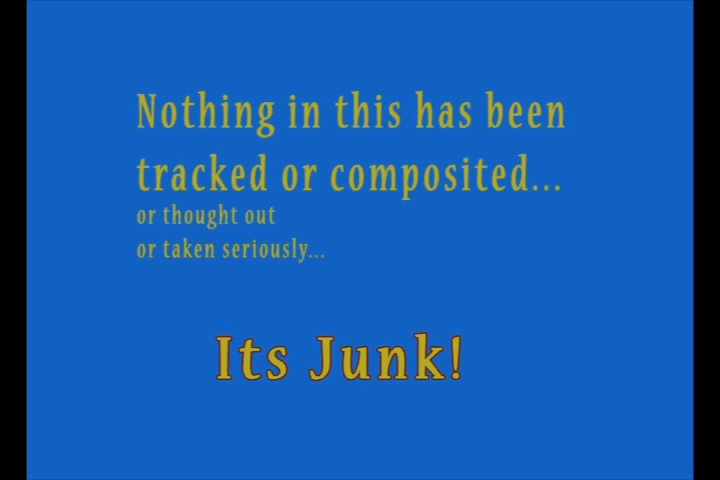 Nothing in this has been
tracked or composited...
or thought out
or taken seriously...
Its Junk!